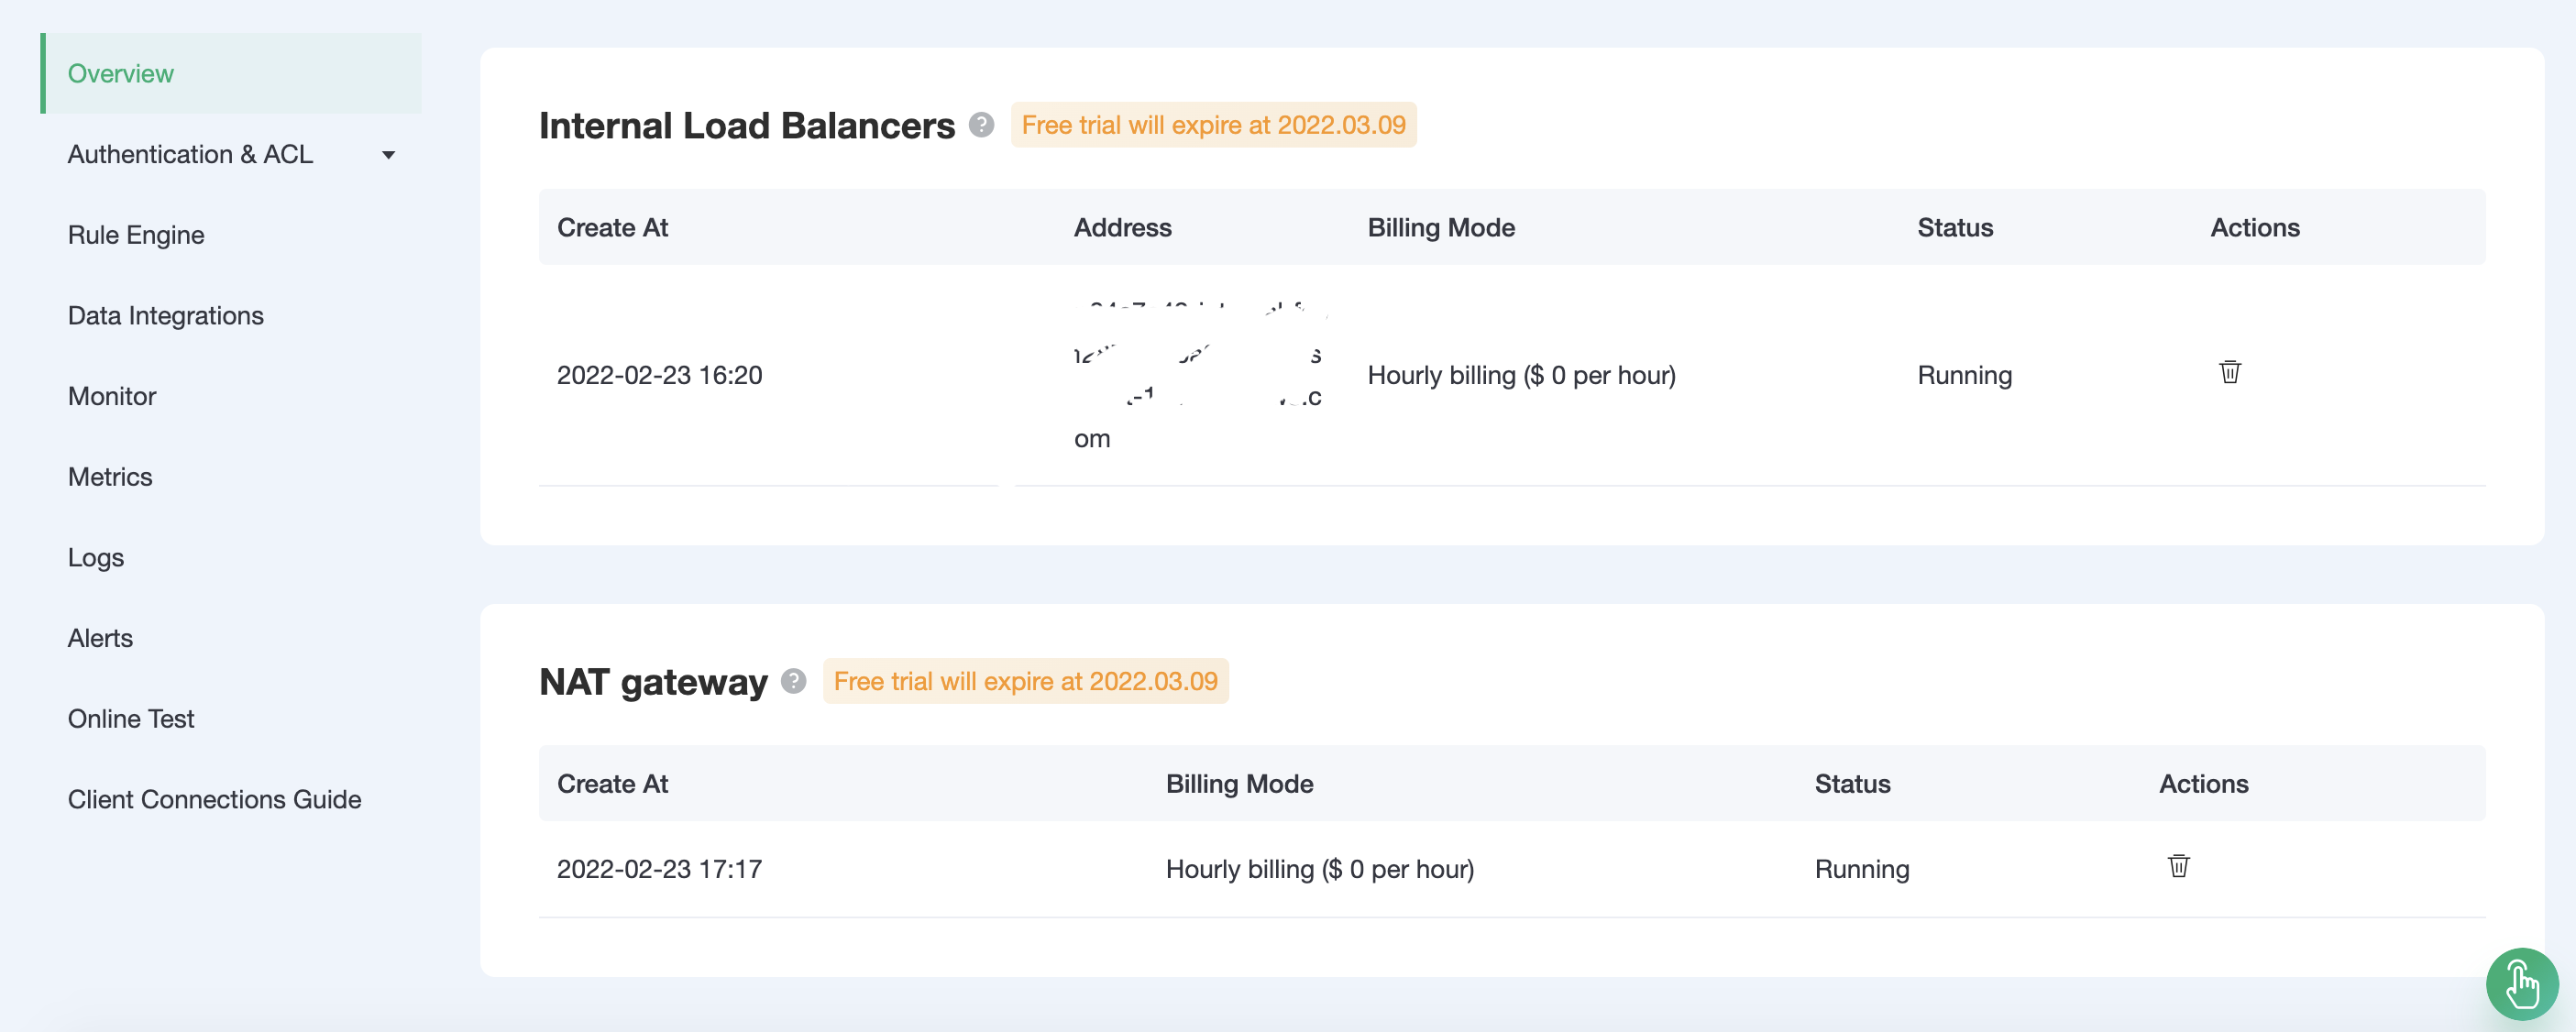 Overview
Authentication & ACL
Rule Engine
Data Integrations
Monitor
Metrics
Logs
Alerts
Online Test
Client Connections Guide
Internal Load Balancers ? Free trial will expire at 2022.03.09
Create At Address Billing Mode Status Actions
2022-02-23 16:20 Hourly billing ($ 0 per hour) Running
om
NAT gateway ? Free trial will expire at 2022.03.09
Create At Billing Mode Status Actions
2022-02-23 17:17 Hourly billing ($ 0 per hour) Running